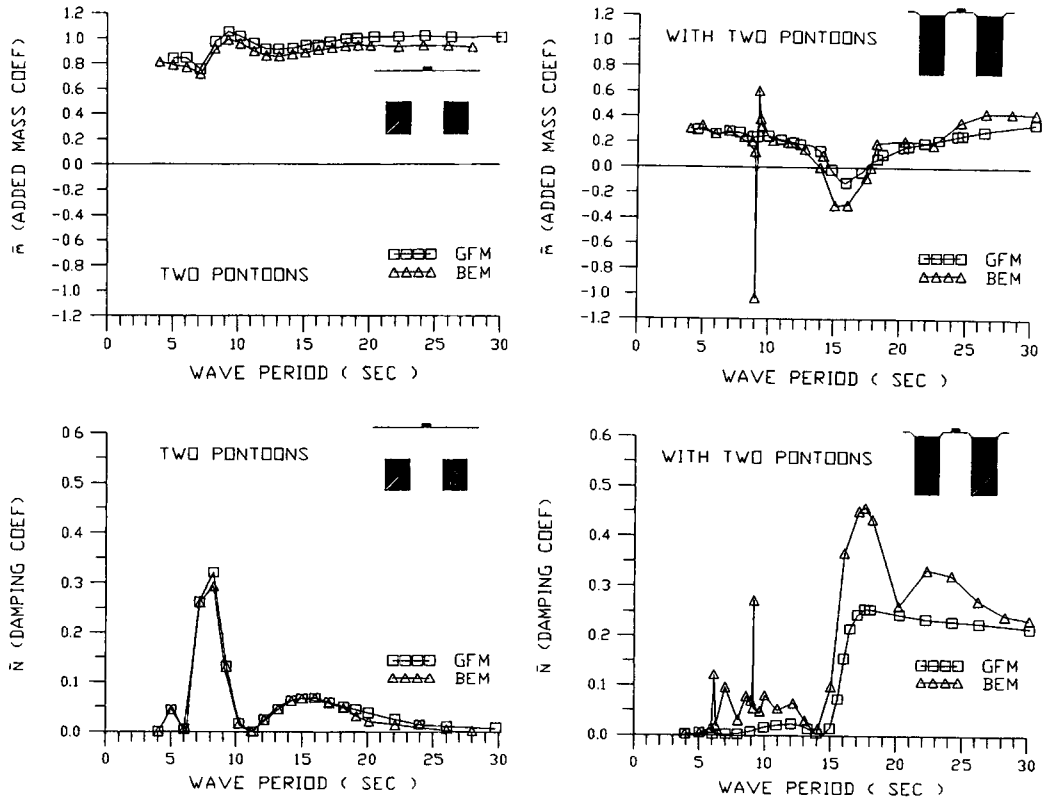 1.2
1.0
0.8
0.6
0.4
0.2
0.0
-0.2
-0.4
-0.6
-0.8
-1.0
-1.2
m̄ (ADDED MASS COEF)
TWO PONTOONS
GFM
BEM
0 5 10 15 20 25 30
WAVE PERIOD ( SEC )
1.2
1.0
0.8
0.6
0.4
0.2
0.0
-0.2
-0.4
-0.6
-0.8
-1.0
-1.2
m̄ (ADDED MASS COEF)
WITH TWO PONTOONS
GFM
BEM
0 5 10 15 20 25 30
WAVE PERIOD ( SEC )
0.6
0.5
0.4
0.3
0.2
0.1
0.0
N̄ (DAMPING COEF)
TWO PONTOONS
GFM
BEM
0 5 10 15 20 25 30
WAVE PERIOD ( SEC )
0.6
0.5
0.4
0.3
0.2
0.1
0.0
N̄ (DAMPING COEF)
WITH TWO PONTOONS
GFM
BEM
0 5 10 15 20 25 30
WAVE PERIOD ( SEC )